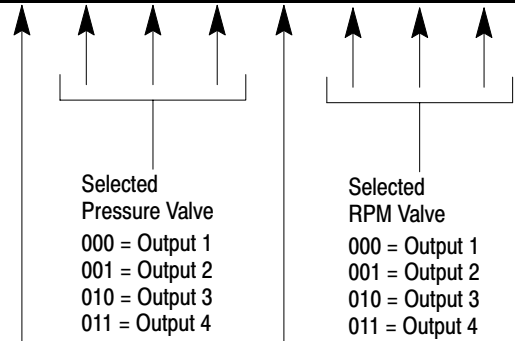 Selected
Pressure Valve
000 = Output 1
001 = Output 2
010 = Output 3
011 = Output 4
Selected
RPM Valve
000 = Output 1
001 = Output 2
010 = Output 3
011 = Output 4